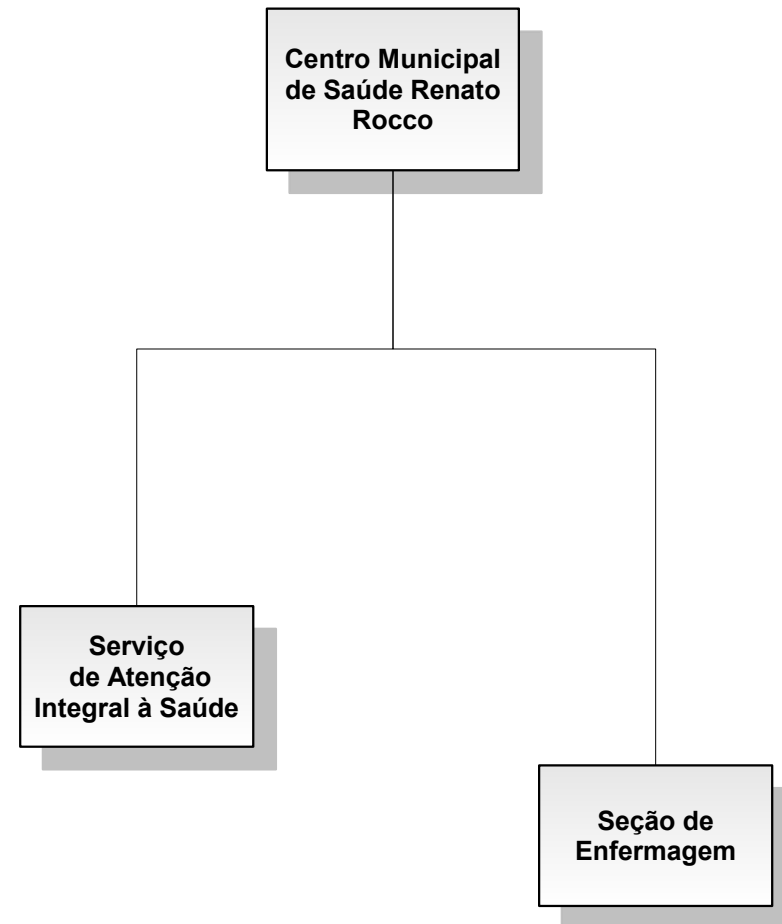 Centro Municipal
de Saúde Renato
Rocco
Serviço
de Atenção
Integral à Saúde
Seção de
Enfermagem